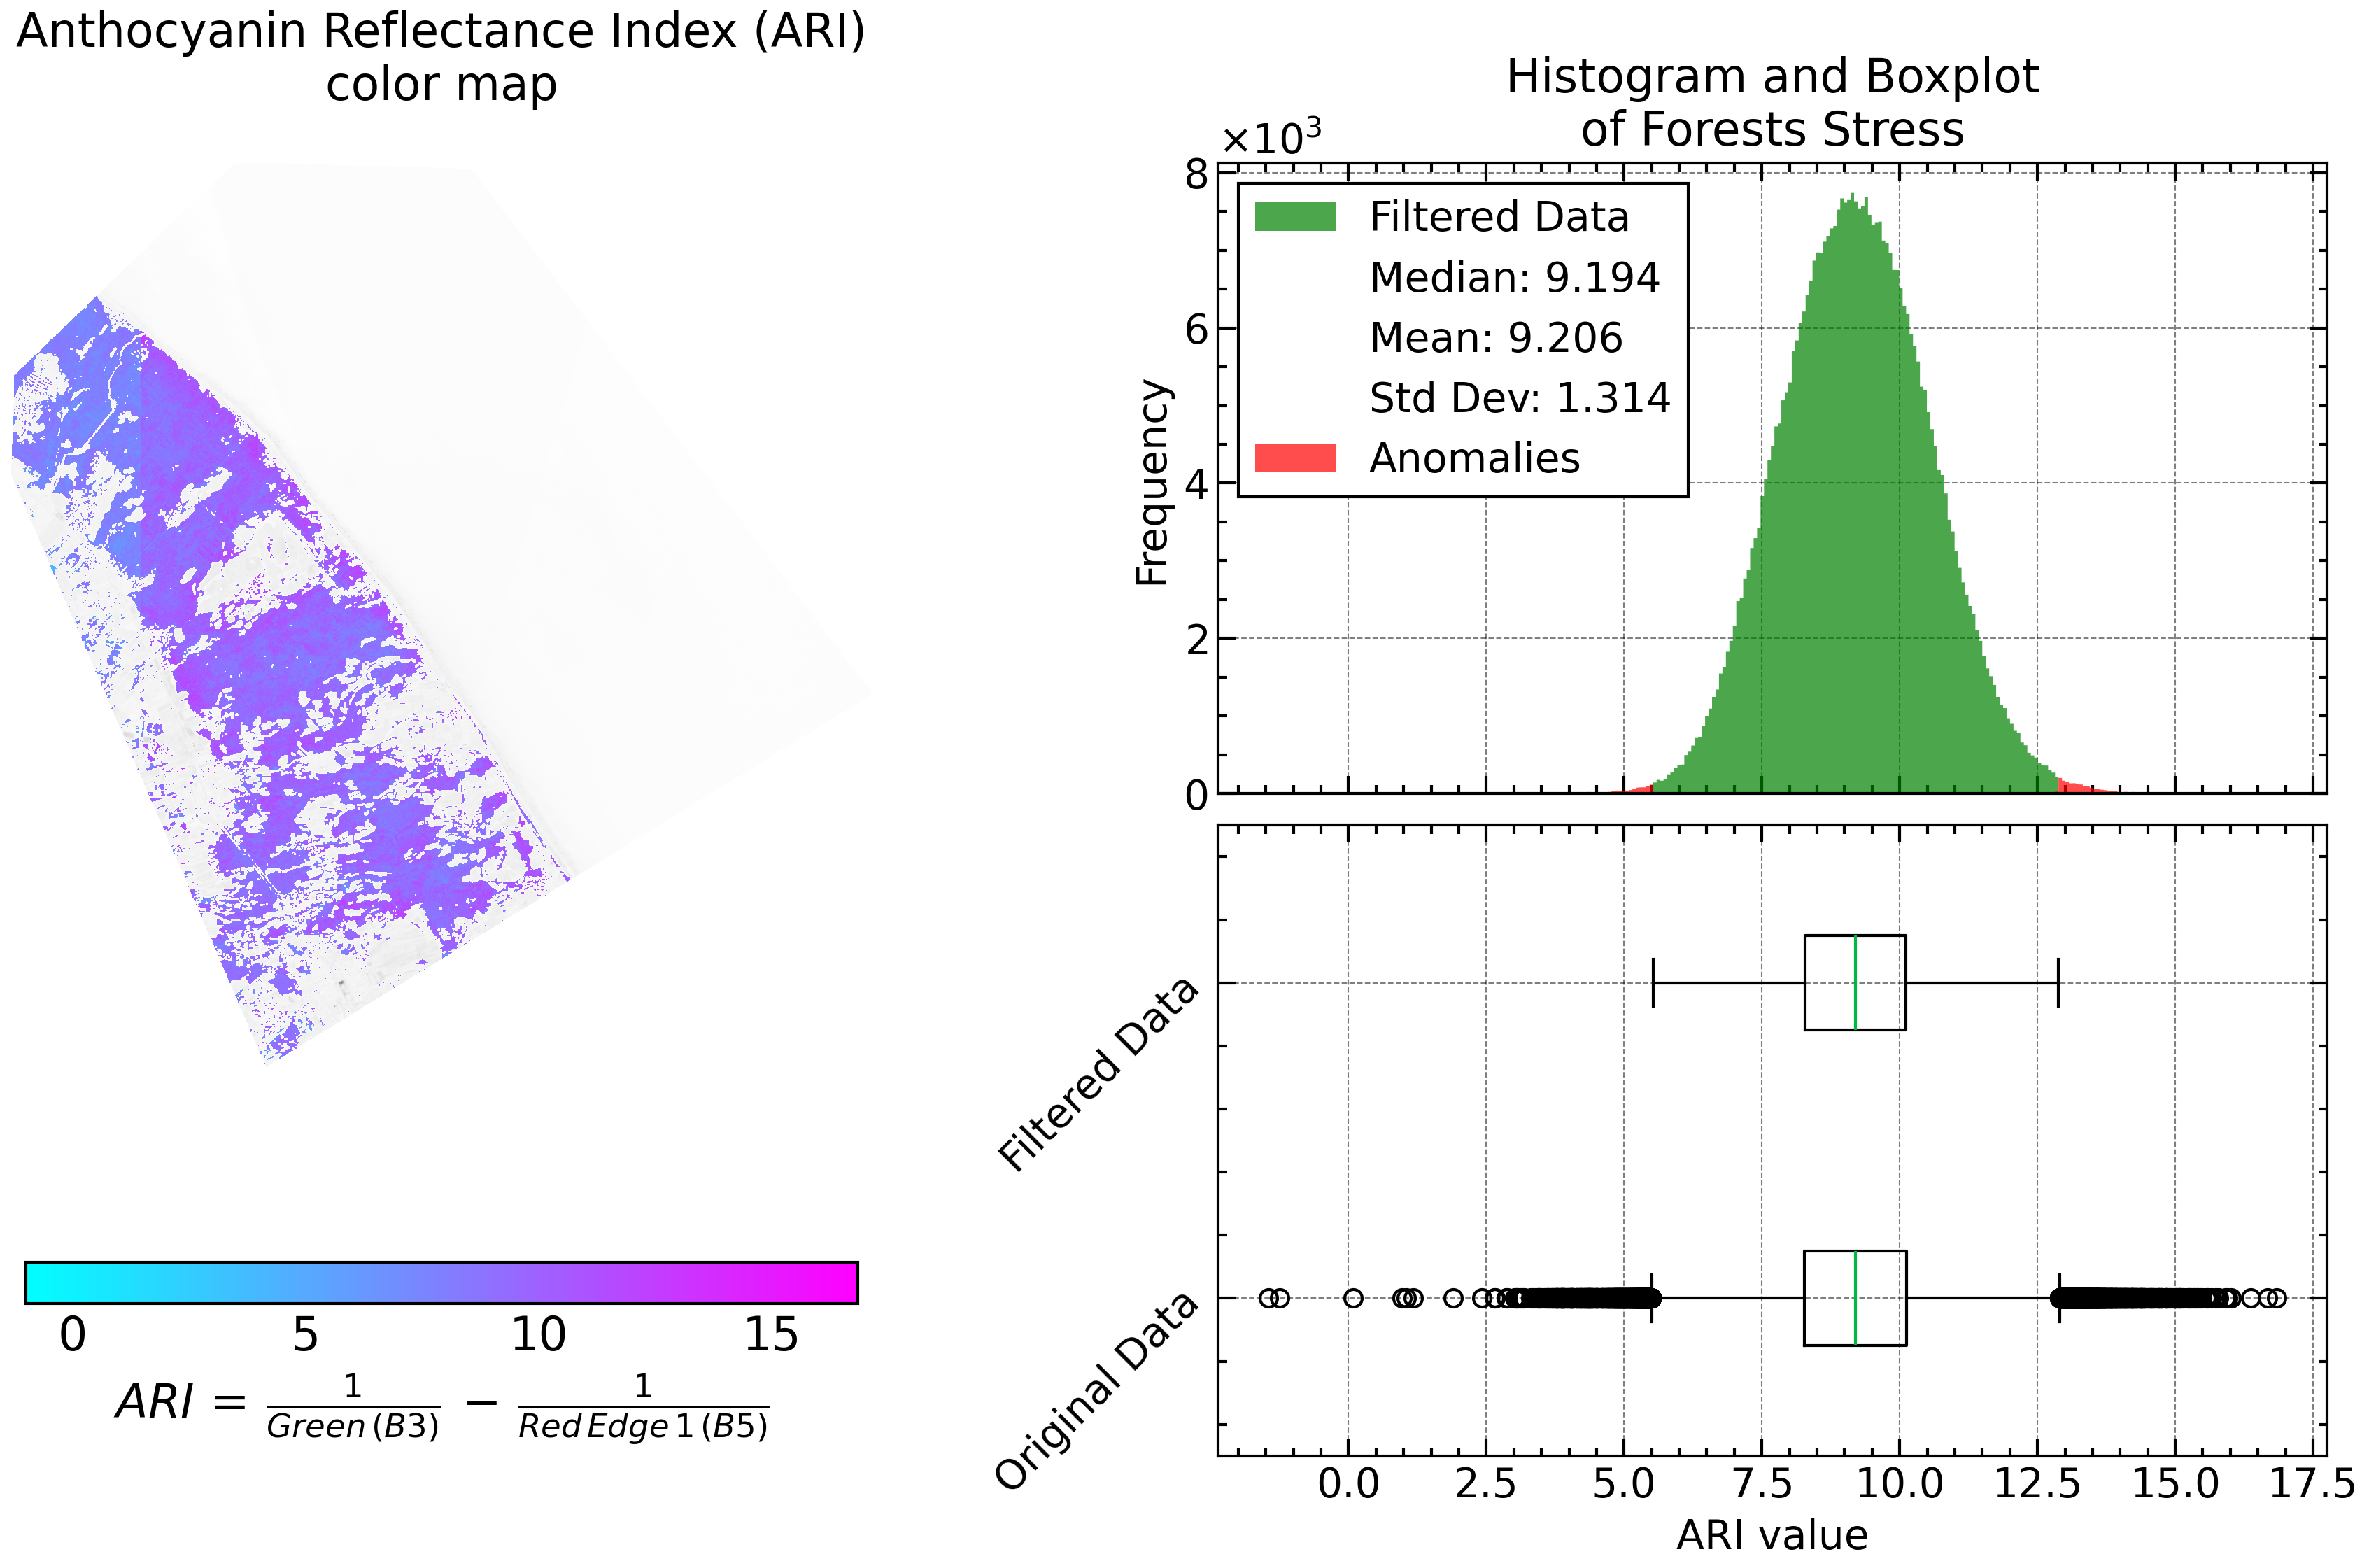 Anthocyanin Reflectance Index (ARI)
color map
0 5 10 15
ARI = 1/Green (B3) − 1/Red Edge 1 (B5)
Histogram and Boxplot
of Forests Stress
×10³
8
6
4
2
0
Frequency
Filtered Data
Median: 9.194
Mean: 9.206
Std Dev: 1.314
Anomalies
Filtered Data
Original Data
0.0 2.5 5.0 7.5 10.0 12.5 15.0 17.5
ARI value